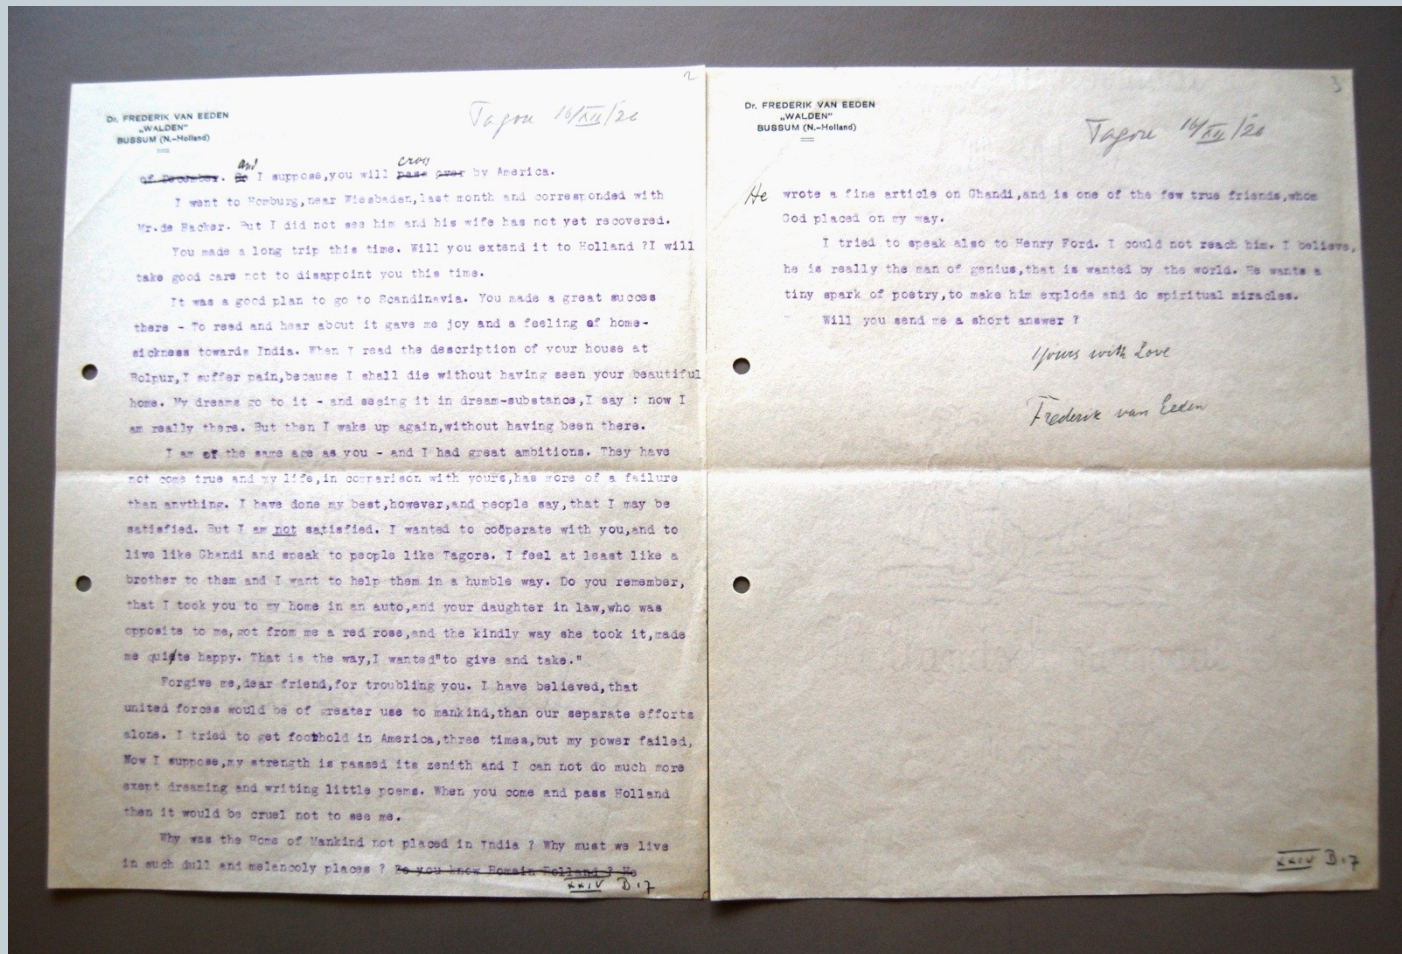 2
Dr. FREDERIK VAN EEDEN
„WALDEN"
BUSSUM (N.-Holland)
Tagore 16/XII/'26
and cross
of December. So I suppose,you will pass over by America.
I went to Homburg,near Wiesbaden,last month and corresponded with
Mr.de Backer. But I did not see him and his wife has not yet recovered.
You made a long trip this time. Will you extend it to Holland ?I will
take good care not to disappoint you this time.
It was a good plan to go to Scandinavia. You made a great succes
there - To read and hear about it gave me joy and a feeling of home-
sickness towards India. When I read the description of your house at
Bolpur,I suffer pain,because I shall die without having seen your beautiful
home. My dreams go to it - and seeing it in dream-substance,I say : now I
am really there. But then I wake up again,without having been there.
I am of the same age as you - and I had great ambitions. They have
not come true and my life,in comparison with yours,has more of a failure
than anything. I have done my best,however,and people say,that I may be
satisfied. But I am not satisfied. I wanted to coöperate with you,and to
live like Ghandi and speak to people like Tagore. I feel at least like a
brother to them and I want to help them in a humble way. Do you remember,
that I took you to my home in an auto,and your daughter in law,who was
opposite to me,got from me a red rose,and the kindly way she took it,made
me quite happy. That is the way,I wanted"to give and take."
Forgive me,dear friend,for troubling you. I have believed,that
united forces would be of greater use to mankind,than our separate efforts
alone. I tried to get foothold in America,three times,but my power failed,
Now I suppose,my strength is passed its zenith and I can not do much more
exept dreaming and writing little poems. When you come and pass Holland
then it would be cruel not to see me.
Why was the Home of Mankind not placed in India ? Why must we live
in such dull and melancoly places ? Do you know Romain Rolland ? He
XXIV B.7
3
Dr. FREDERIK VAN EEDEN
„WALDEN"
BUSSUM (N.-Holland)
Tagore 16/XII/'26
He wrote a fine article on Ghandi,and is one of the few true friends,whom
God placed on my way.
I tried to speak also to Henry Ford. I could not reach him. I believe,
he is really the man of genius,that is wanted by the world. He wants a
tiny spark of poetry,to make him explode and do spiritual miracles.
Will you send me a short answer ?
Yours with Love
Frederik van Eeden
XXIV B.7